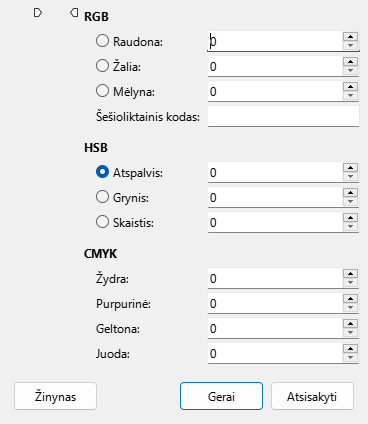 RGB
Raudona: 0
Žalia: 0
Mėlyna: 0
Šešioliktainis kodas:
HSB
Atspalvis: 0
Grynis: 0
Skaistis: 0
CMYK
Žydra: 0
Purpurinė: 0
Geltona: 0
Juoda: 0
Žinynas Gerai Atsisakyti